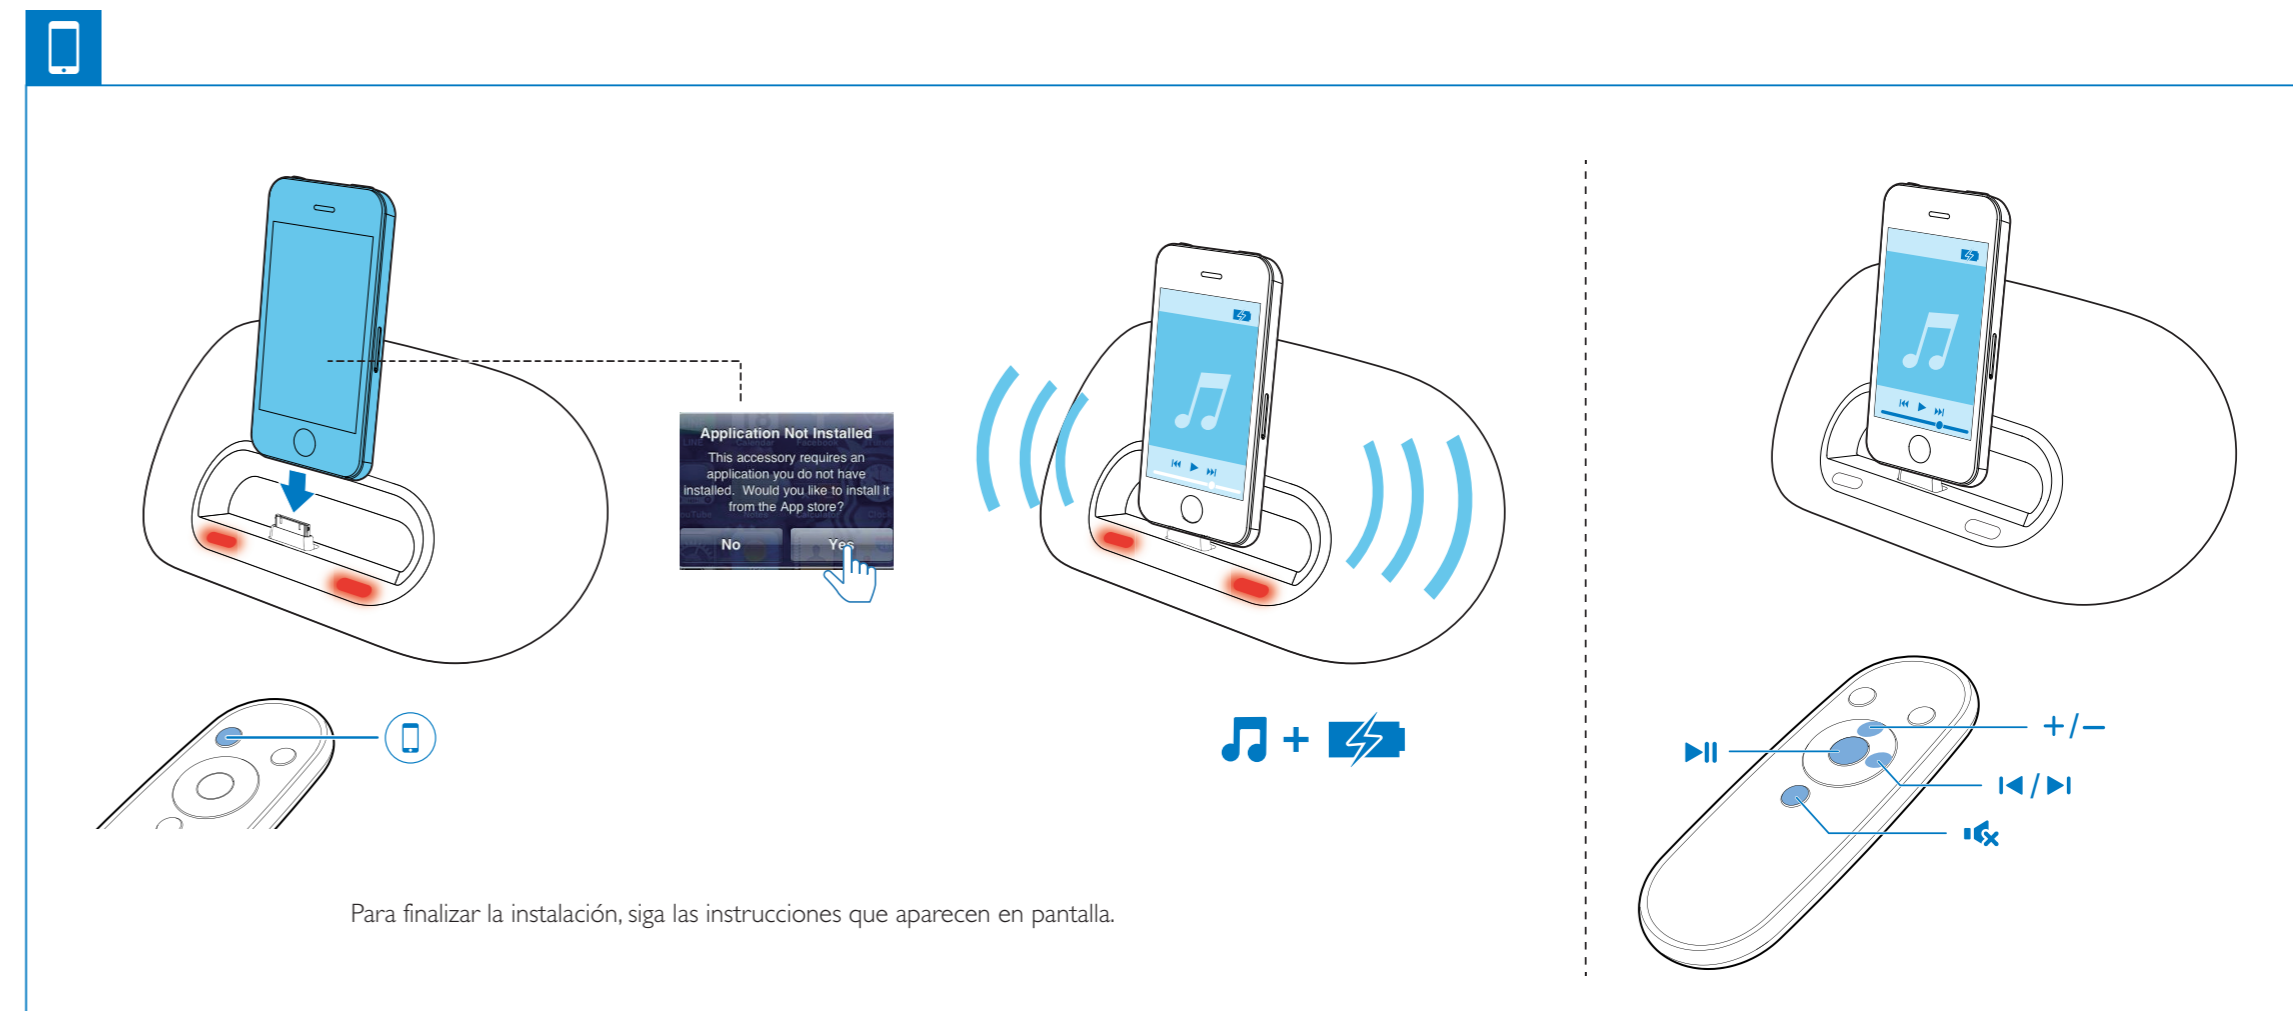 Application Not Installed
This accessory requires an
application you do not have
installed. Would you like to install it
from the App store?
No
Yes
+/−
Para finalizar la instalación, siga las instrucciones que aparecen en pantalla.